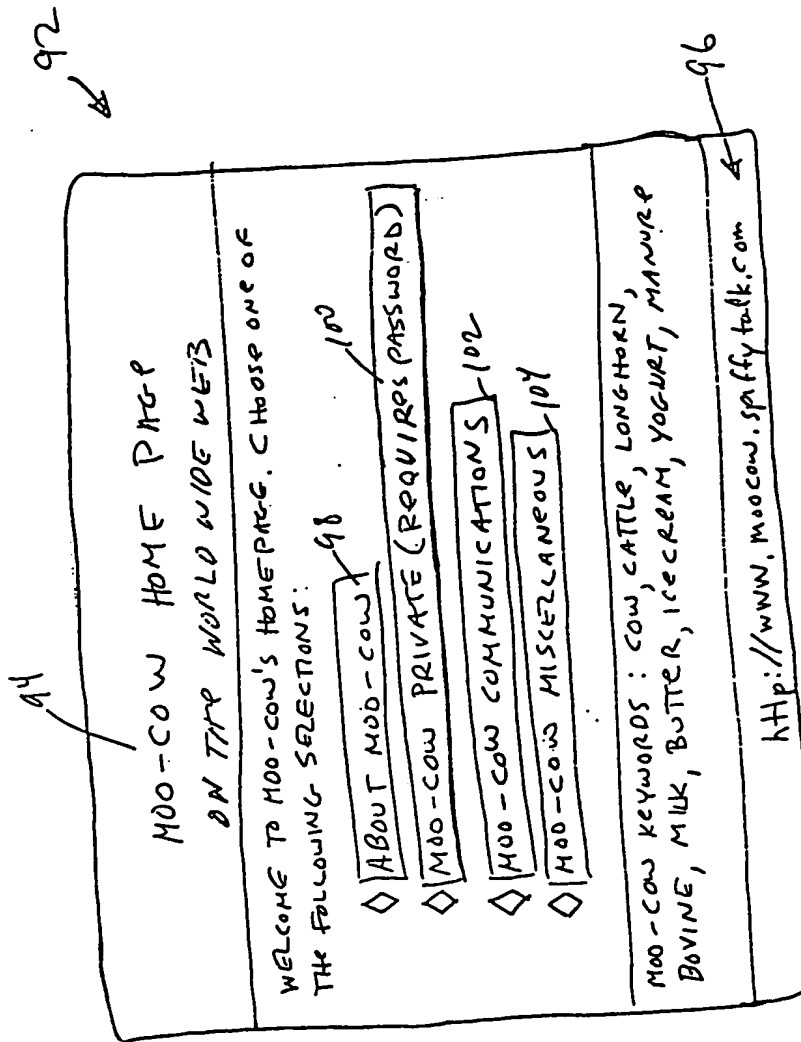 92
94
MOO-COW HOME PAGE
ON THE WORLD WIDE WEB
WELCOME TO MOO-COW'S HOMEPAGE. CHOOSE ONE OF
THE FOLLOWING SELECTIONS:
ABOUT MOO-COW 98
MOO-COW PRIVATE (REQUIRES PASSWORD) 100
MOO-COW COMMUNICATIONS 102
MOO-COW MISCELLANEOUS 104
MOO-COW KEYWORDS: COW, CATTLE, LONGHORN,
BOVINE, MILK, BUTTER, ICECREAM, YOGURT, MANURE
http://www.moocow.spiffytalk.com 96